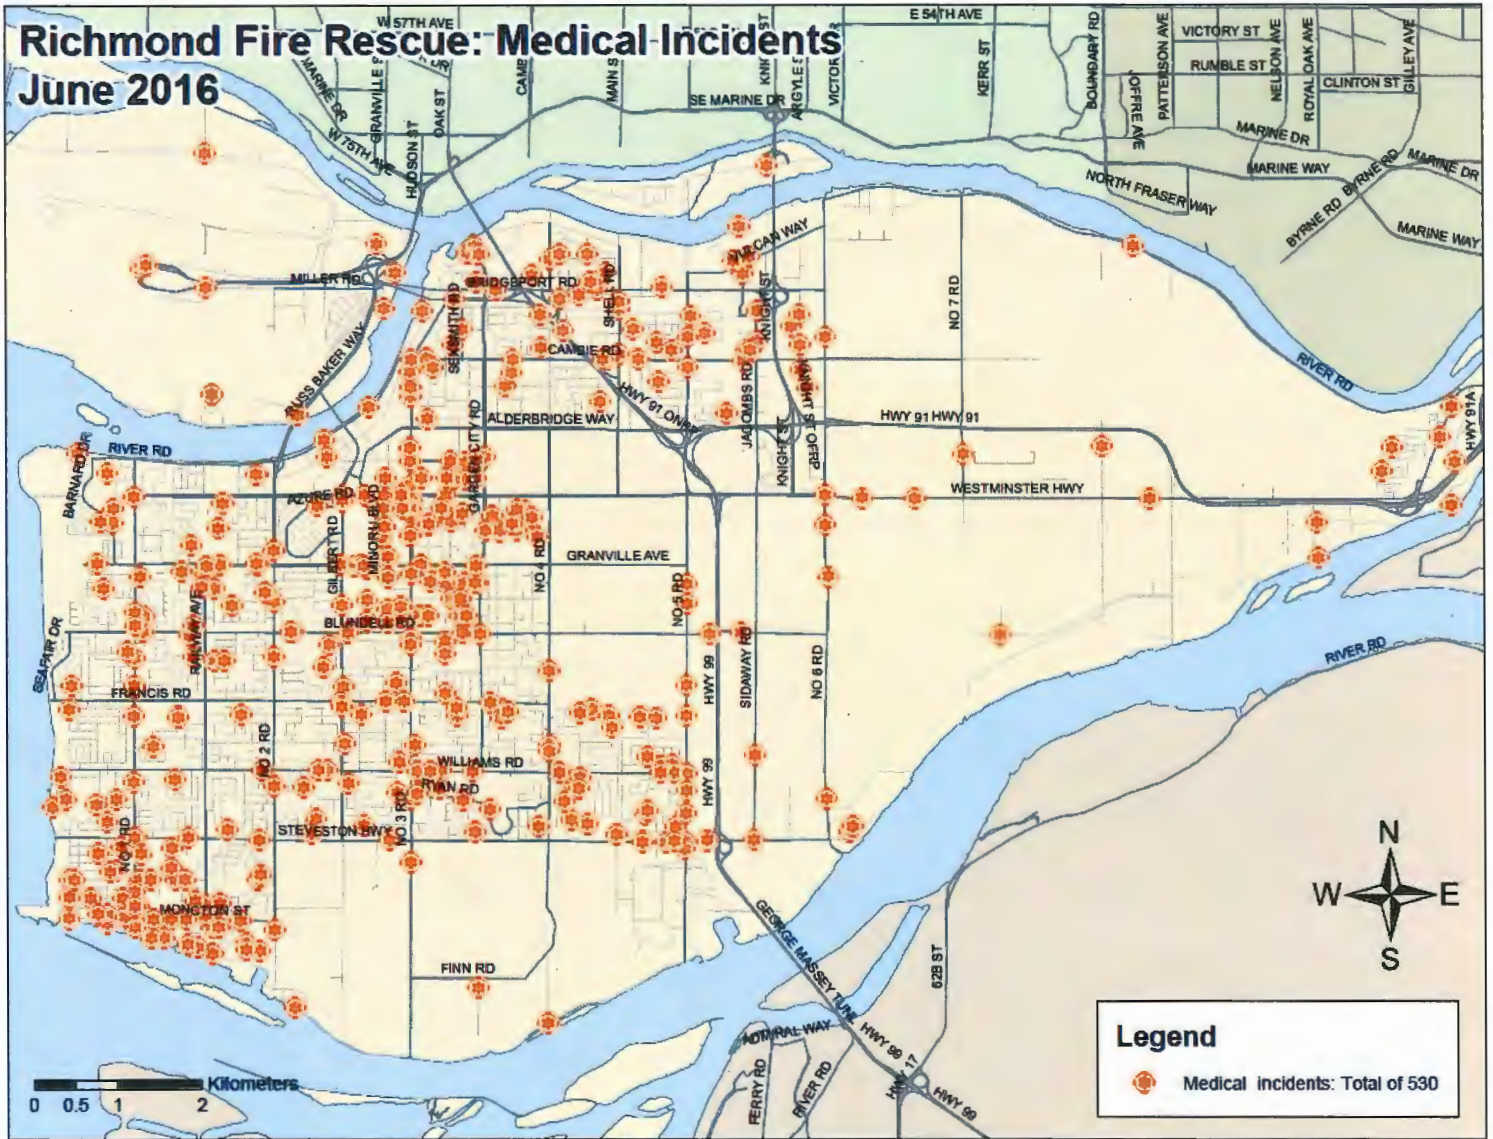 Richmond Fire Rescue: Medical Incidents
June 2016
W 57TH AVE
E 54TH AVE
BOUNDARY RD
PATTERSON AVE
VICTORY ST
NELSON AVE
ROYAL OAK AVE
GILLEY AVE
RUMBLE ST
CLINTON ST
KERR ST
JOFFRE AVE
MARINE DR
OAK ST
MAIN S
SE MARINE DR
ARGYLE S
VICTOR
MARINE DR
W 75TH AVE
HUDSON ST
MARINE WAY
BYRNE RD
MARINE DR
NORTH FRASER WAY
BYRNE RD
MARINE WAY
VULCAN WAY
MILLER RD
BRIDGEPORT RD
SHELL RD
KNIGHT ST
NO 7 RD
SEXSMITH RD
CAMBIE RD
RUSS BAKER WAY
RIVER RD
HWY 91 ONRP
JACOMBS RD
KNIGHT ST OFRP
ALDERBRIDGE WAY
HWY 91 HWY 91
HWY 91A
GARDEN CITY RD
KNIGHT ST
RIVER RD
BARNARD DR
AZURE RD
MINORU BLVD
WESTMINSTER HWY
GILBERT RD
GRANVILLE AVE
NO 4 RD
NO 5 RD
RAILWAY AVE
BLUNDELL RD
SEAFAIR DR
HWY 99
SIDAWAY RD
NO 6 RD
RIVER RD
FRANCIS RD
NO 2 RD
WILLIAMS RD
HWY 99
RYAN RD
NO 3 RD
STEVESTON HWY
NO 1 RD
MONCTON ST
GEORGE MASSEY TUNL
62B ST
FINN RD
ADMIRAL WAY
HWY 99
FERRY RD
RIVER RD
HWY 17
HWY 99
N
W E
S
Legend
Medical incidents: Total of 530
Kilometers
0 0.5 1 2